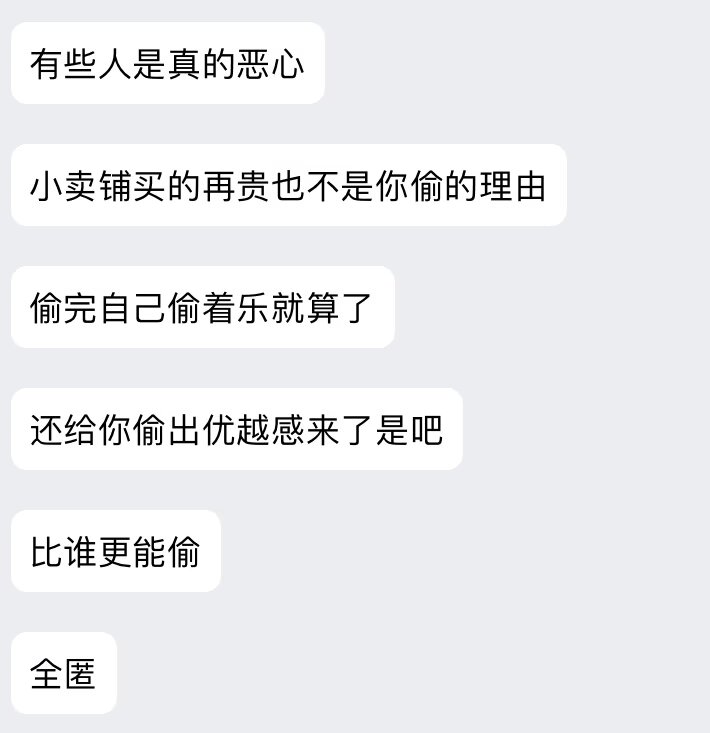 有些人是真的恶心
小卖铺买的再贵也不是你偷的理由
偷完自己偷着乐就算了
还给你偷出优越感来了是吧
比谁更能偷
全匿